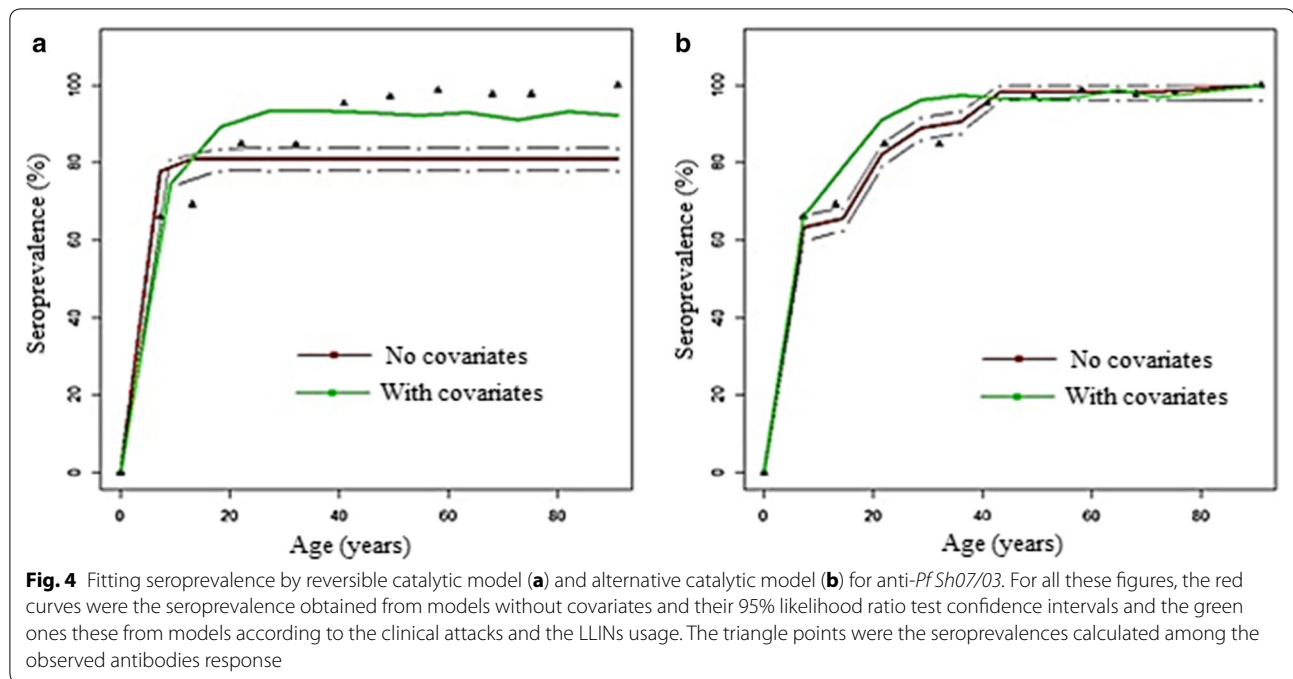 a
b
Seroprevalence (%)
100
80
60
40
20
0
No covariates
With covariates
0 20 40 60 80
Age (years)
Seroprevalence (%)
100
80
60
40
20
0
No covariates
With covariates
0 20 40 60 80
Age (years)
Fig. 4 Fitting seroprevalence by reversible catalytic model (a) and alternative catalytic model (b) for anti-Pf Sh07/03. For all these figures, the red
curves were the seroprevalence obtained from models without covariates and their 95% likelihood ratio test confidence intervals and the green
ones these from models according to the clinical attacks and the LLINs usage. The triangle points were the seroprevalences calculated among the
observed antibodies response